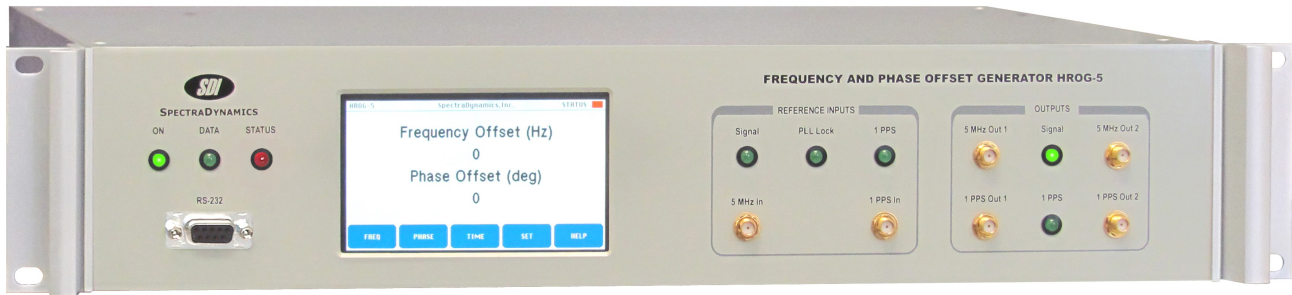 SDI
SPECTRADYNAMICS
ON DATA STATUS
RS-232
HROG-5 SpectraDynamics Inc. STATUS
Frequency Offset (Hz)
0
Phase Offset (deg)
0
FREQ PHASE TIME SET HELP
FREQUENCY AND PHASE OFFSET GENERATOR HROG-5
REFERENCE INPUTS
Signal PLL Lock 1 PPS
5 MHz In 1 PPS In
OUTPUTS
5 MHz Out 1 Signal 5 MHz Out 2
1 PPS Out 1 1 PPS 1 PPS Out 2